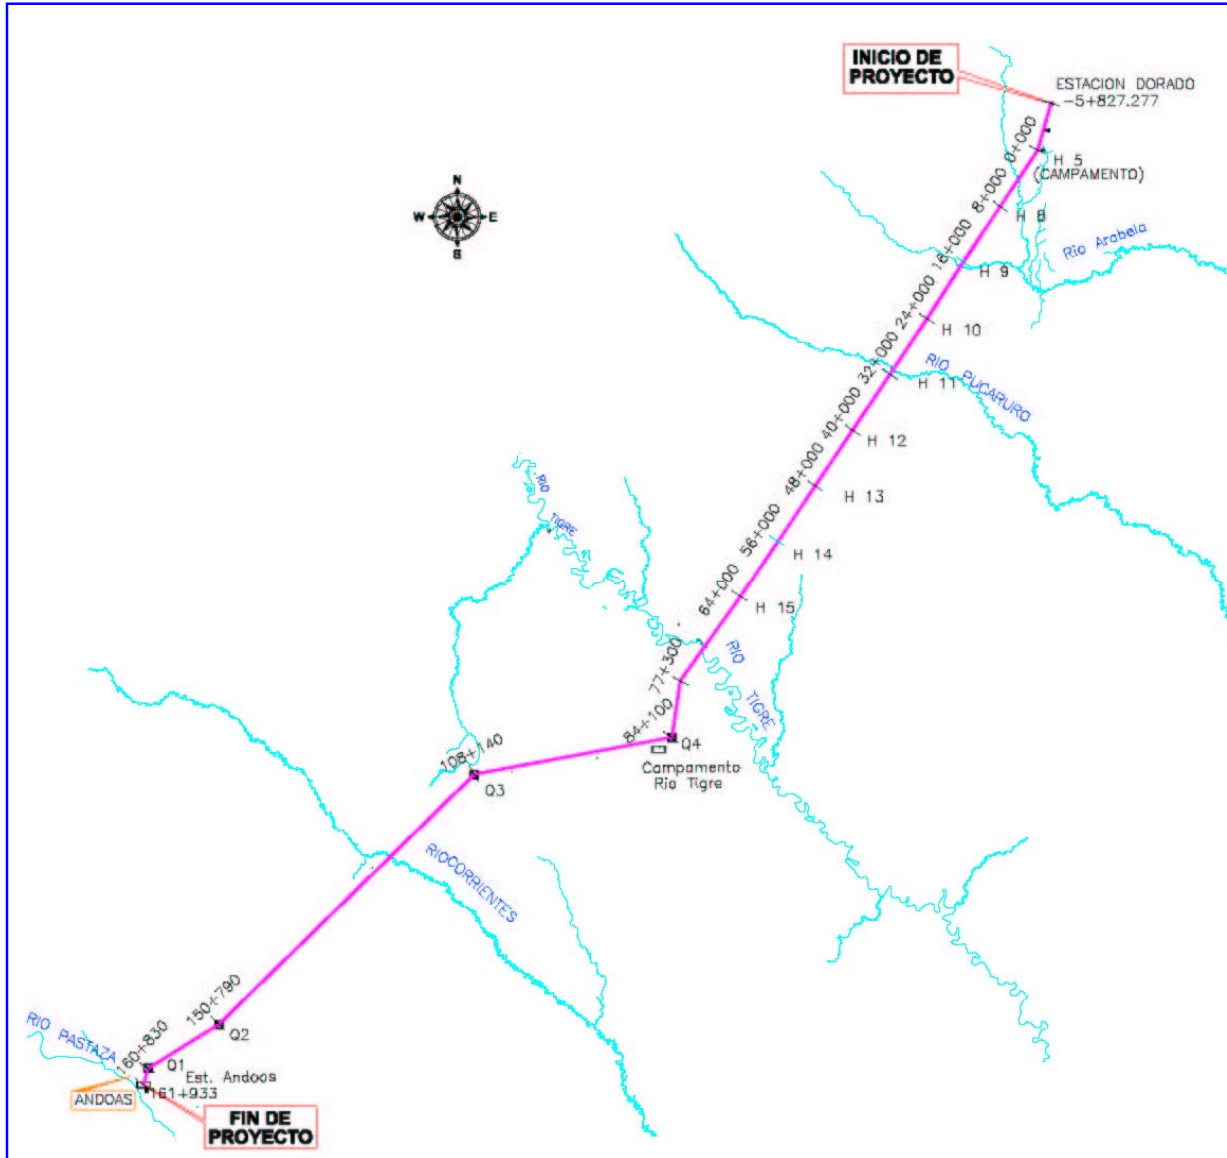 INICIO DE
PROYECTO
ESTACION DORADO
-5+827.277
0+000
H 5
(CAMPAMENTO)
8+000
H 8
N
W
E
S
Rio Arabela
16+000
H 9
24+000
H 10
32+000
RIO PUCARURO
H 11
40+000
H 12
48+000
H 13
RIO
TIGRE
56+000
H 14
64+000
H 15
77+300
RIO
TIGRE
84+100
Q4
Campamento
Rio Tigre
108+140
Q3
RIOCORRIENTES
150+790
Q2
RIO PASTAZA
160+830
Q1
Est. Andoas
161+933
ANDOAS
FIN DE
PROYECTO